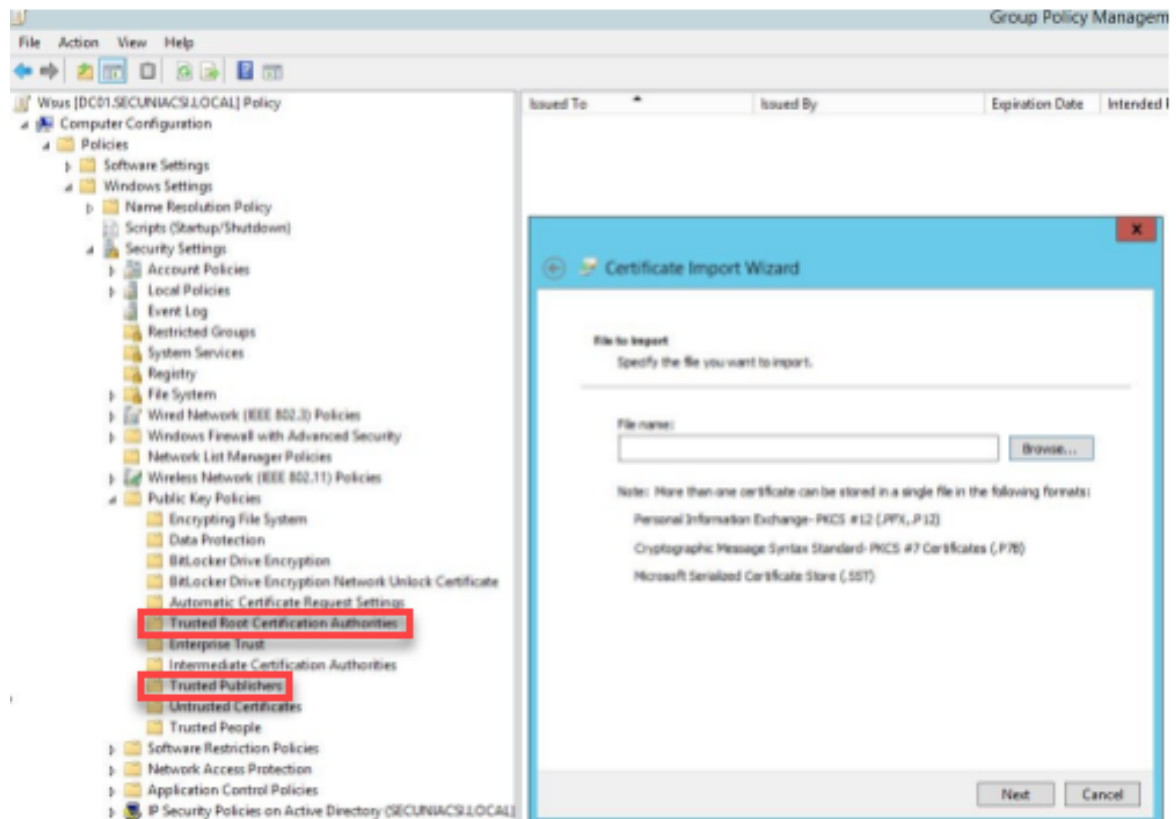 Group Policy Managem
File Action View Help
Wsus [DC01.SECUNIACSI.LOCAL] Policy
Computer Configuration
Policies
Software Settings
Windows Settings
Name Resolution Policy
Scripts (Startup/Shutdown)
Security Settings
Account Policies
Local Policies
Event Log
Restricted Groups
System Services
Registry
File System
Wired Network (IEEE 802.3) Policies
Windows Firewall with Advanced Security
Network List Manager Policies
Wireless Network (IEEE 802.11) Policies
Public Key Policies
Encrypting File System
Data Protection
BitLocker Drive Encryption
BitLocker Drive Encryption Network Unlock Certificate
Automatic Certificate Request Settings
Trusted Root Certification Authorities
Enterprise Trust
Intermediate Certification Authorities
Trusted Publishers
Untrusted Certificates
Trusted People
Software Restriction Policies
Network Access Protection
Application Control Policies
IP Security Policies on Active Directory (SECUNIACSI.LOCAL)
Issued To Issued By Expiration Date Intended
x
Certificate Import Wizard
File to Import
Specify the file you want to import.
File name:
Browse...
Note: More than one certificate can be stored in a single file in the following formats:
Personal Information Exchange- PKCS #12 (.PFX,.P12)
Cryptographic Message Syntax Standard- PKCS #7 Certificates (.P7B)
Microsoft Serialized Certificate Store (.SST)
Next Cancel